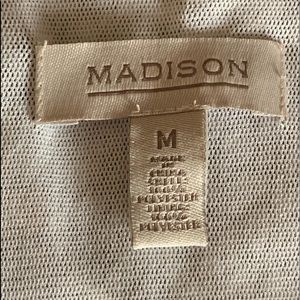 MADISON
M
MADE
IN
CHINA
SHELL:
100%
POLYESTER
LINING:
100%
POLYESTER